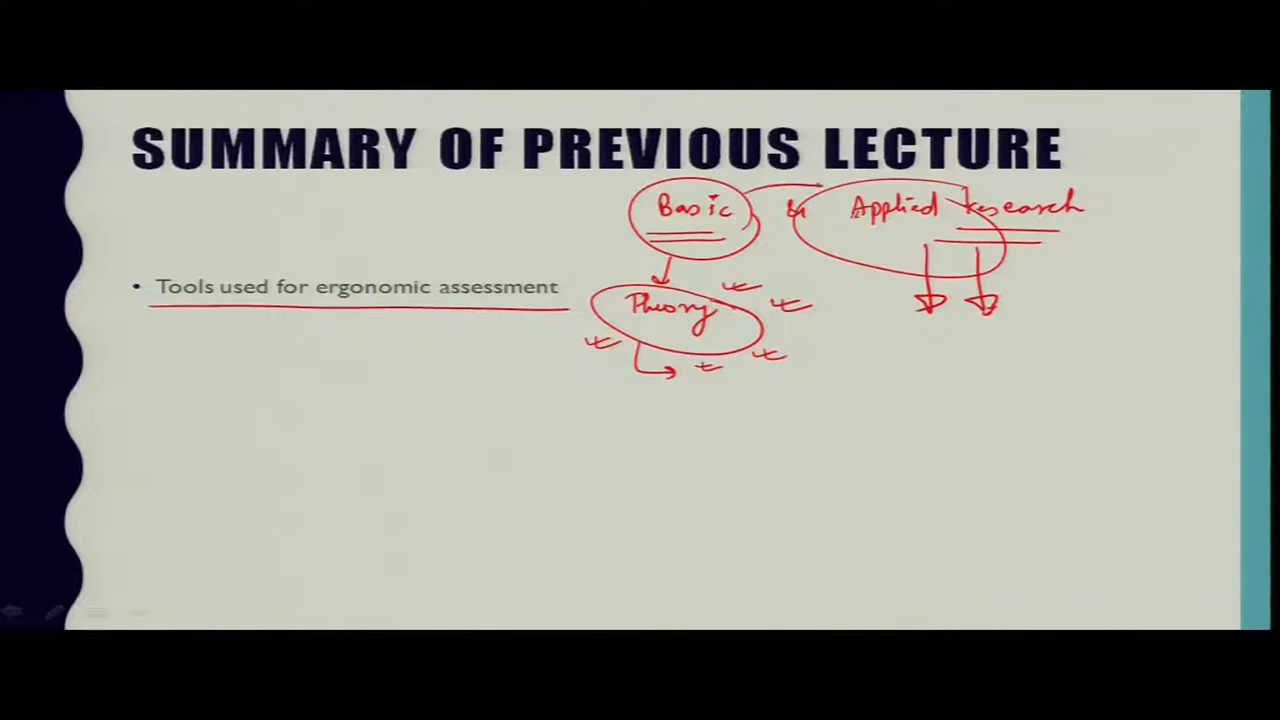 SUMMARY OF PREVIOUS LECTURE
Basic & Applied Research
• Tools used for ergonomic assessment
Theory